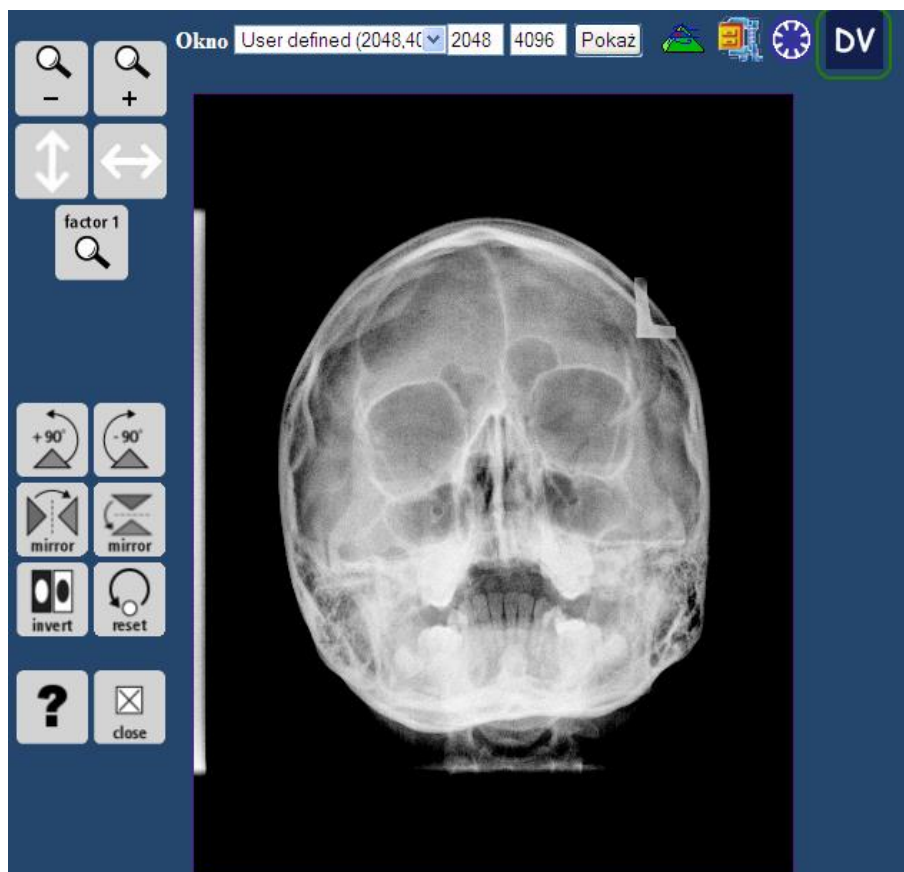 Okno User defined (2048,40 2048 4096 Pokaż DV
- +
factor 1
+90° -90°
mirror mirror
invert reset
? close
L